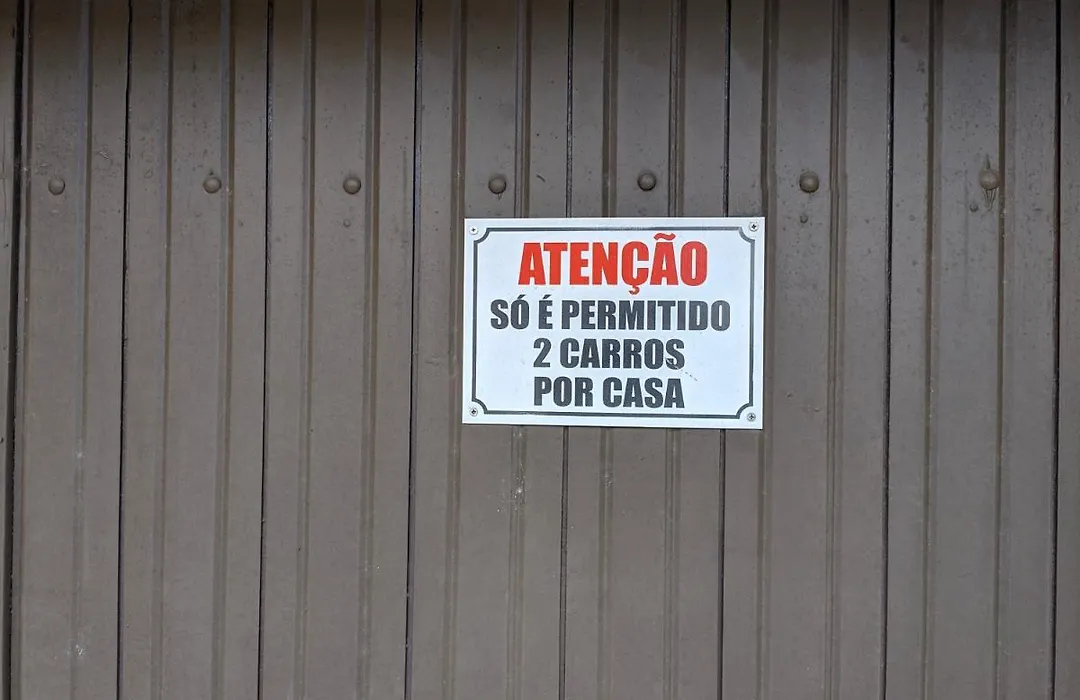 ATENÇÃO
SÓ É PERMITIDO
2 CARROS
POR CASA